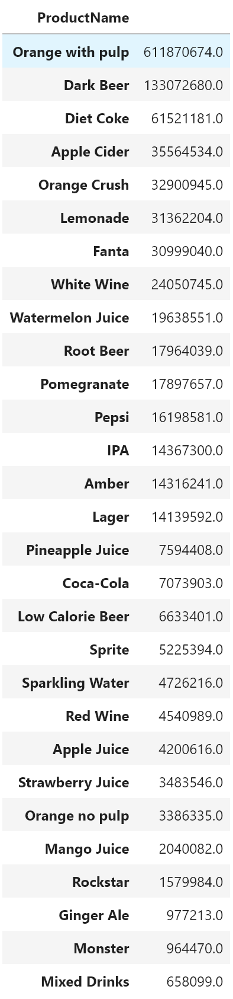 ProductName
Orange with pulp 611870674.0
Dark Beer 133072680.0
Diet Coke 61521181.0
Apple Cider 35564534.0
Orange Crush 32900945.0
Lemonade 31362204.0
Fanta 30999040.0
White Wine 24050745.0
Watermelon Juice 19638551.0
Root Beer 17964039.0
Pomegranate 17897657.0
Pepsi 16198581.0
IPA 14367300.0
Amber 14316241.0
Lager 14139592.0
Pineapple Juice 7594408.0
Coca-Cola 7073903.0
Low Calorie Beer 6633401.0
Sprite 5225394.0
Sparkling Water 4726216.0
Red Wine 4540989.0
Apple Juice 4200616.0
Strawberry Juice 3483546.0
Orange no pulp 3386335.0
Mango Juice 2040082.0
Rockstar 1579984.0
Ginger Ale 977213.0
Monster 964470.0
Mixed Drinks 658099.0